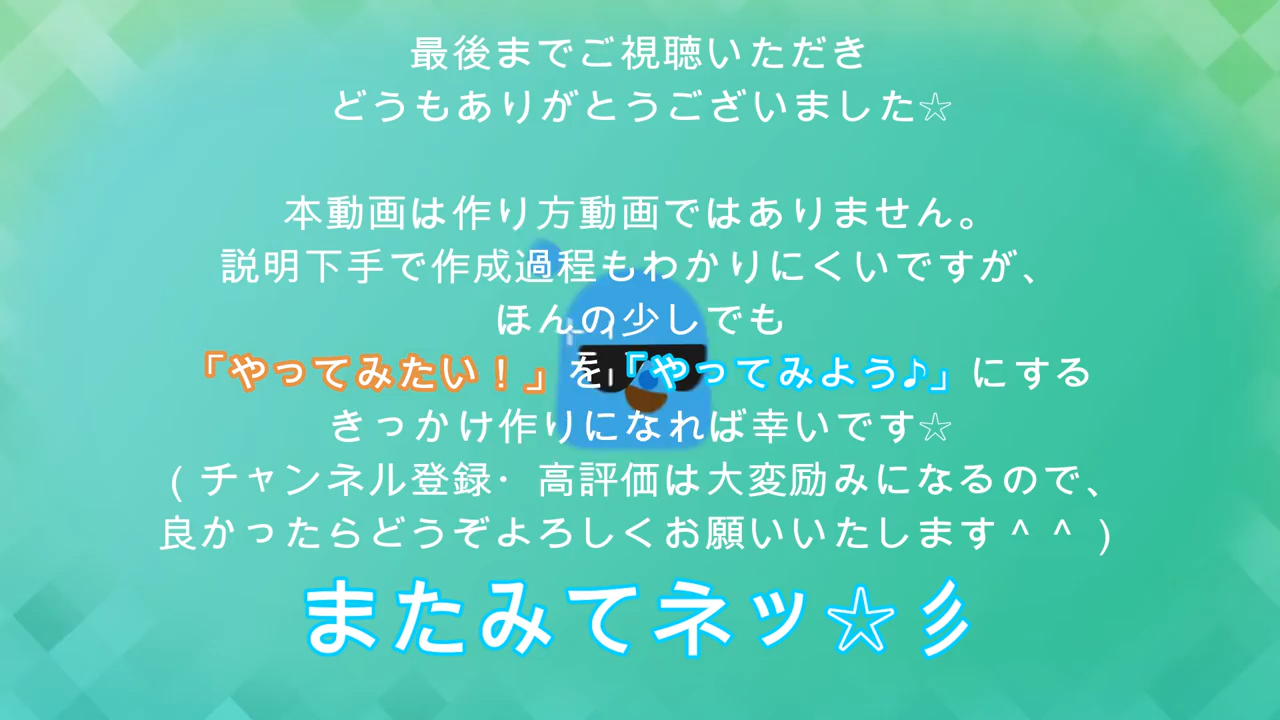 最後までご視聴いただき
どうもありがとうございました☆
本動画は作り方動画ではありません。
説明下手で作成過程もわかりにくいですが、
ほんの少しでも
「やってみたい！」を「やってみよう♪」にする
きっかけ作りになれば幸いです☆
(チャンネル登録・高評価は大変励みになるので、
良かったらどうぞよろしくお願いいたします＾＾)
またみてネッ☆彡